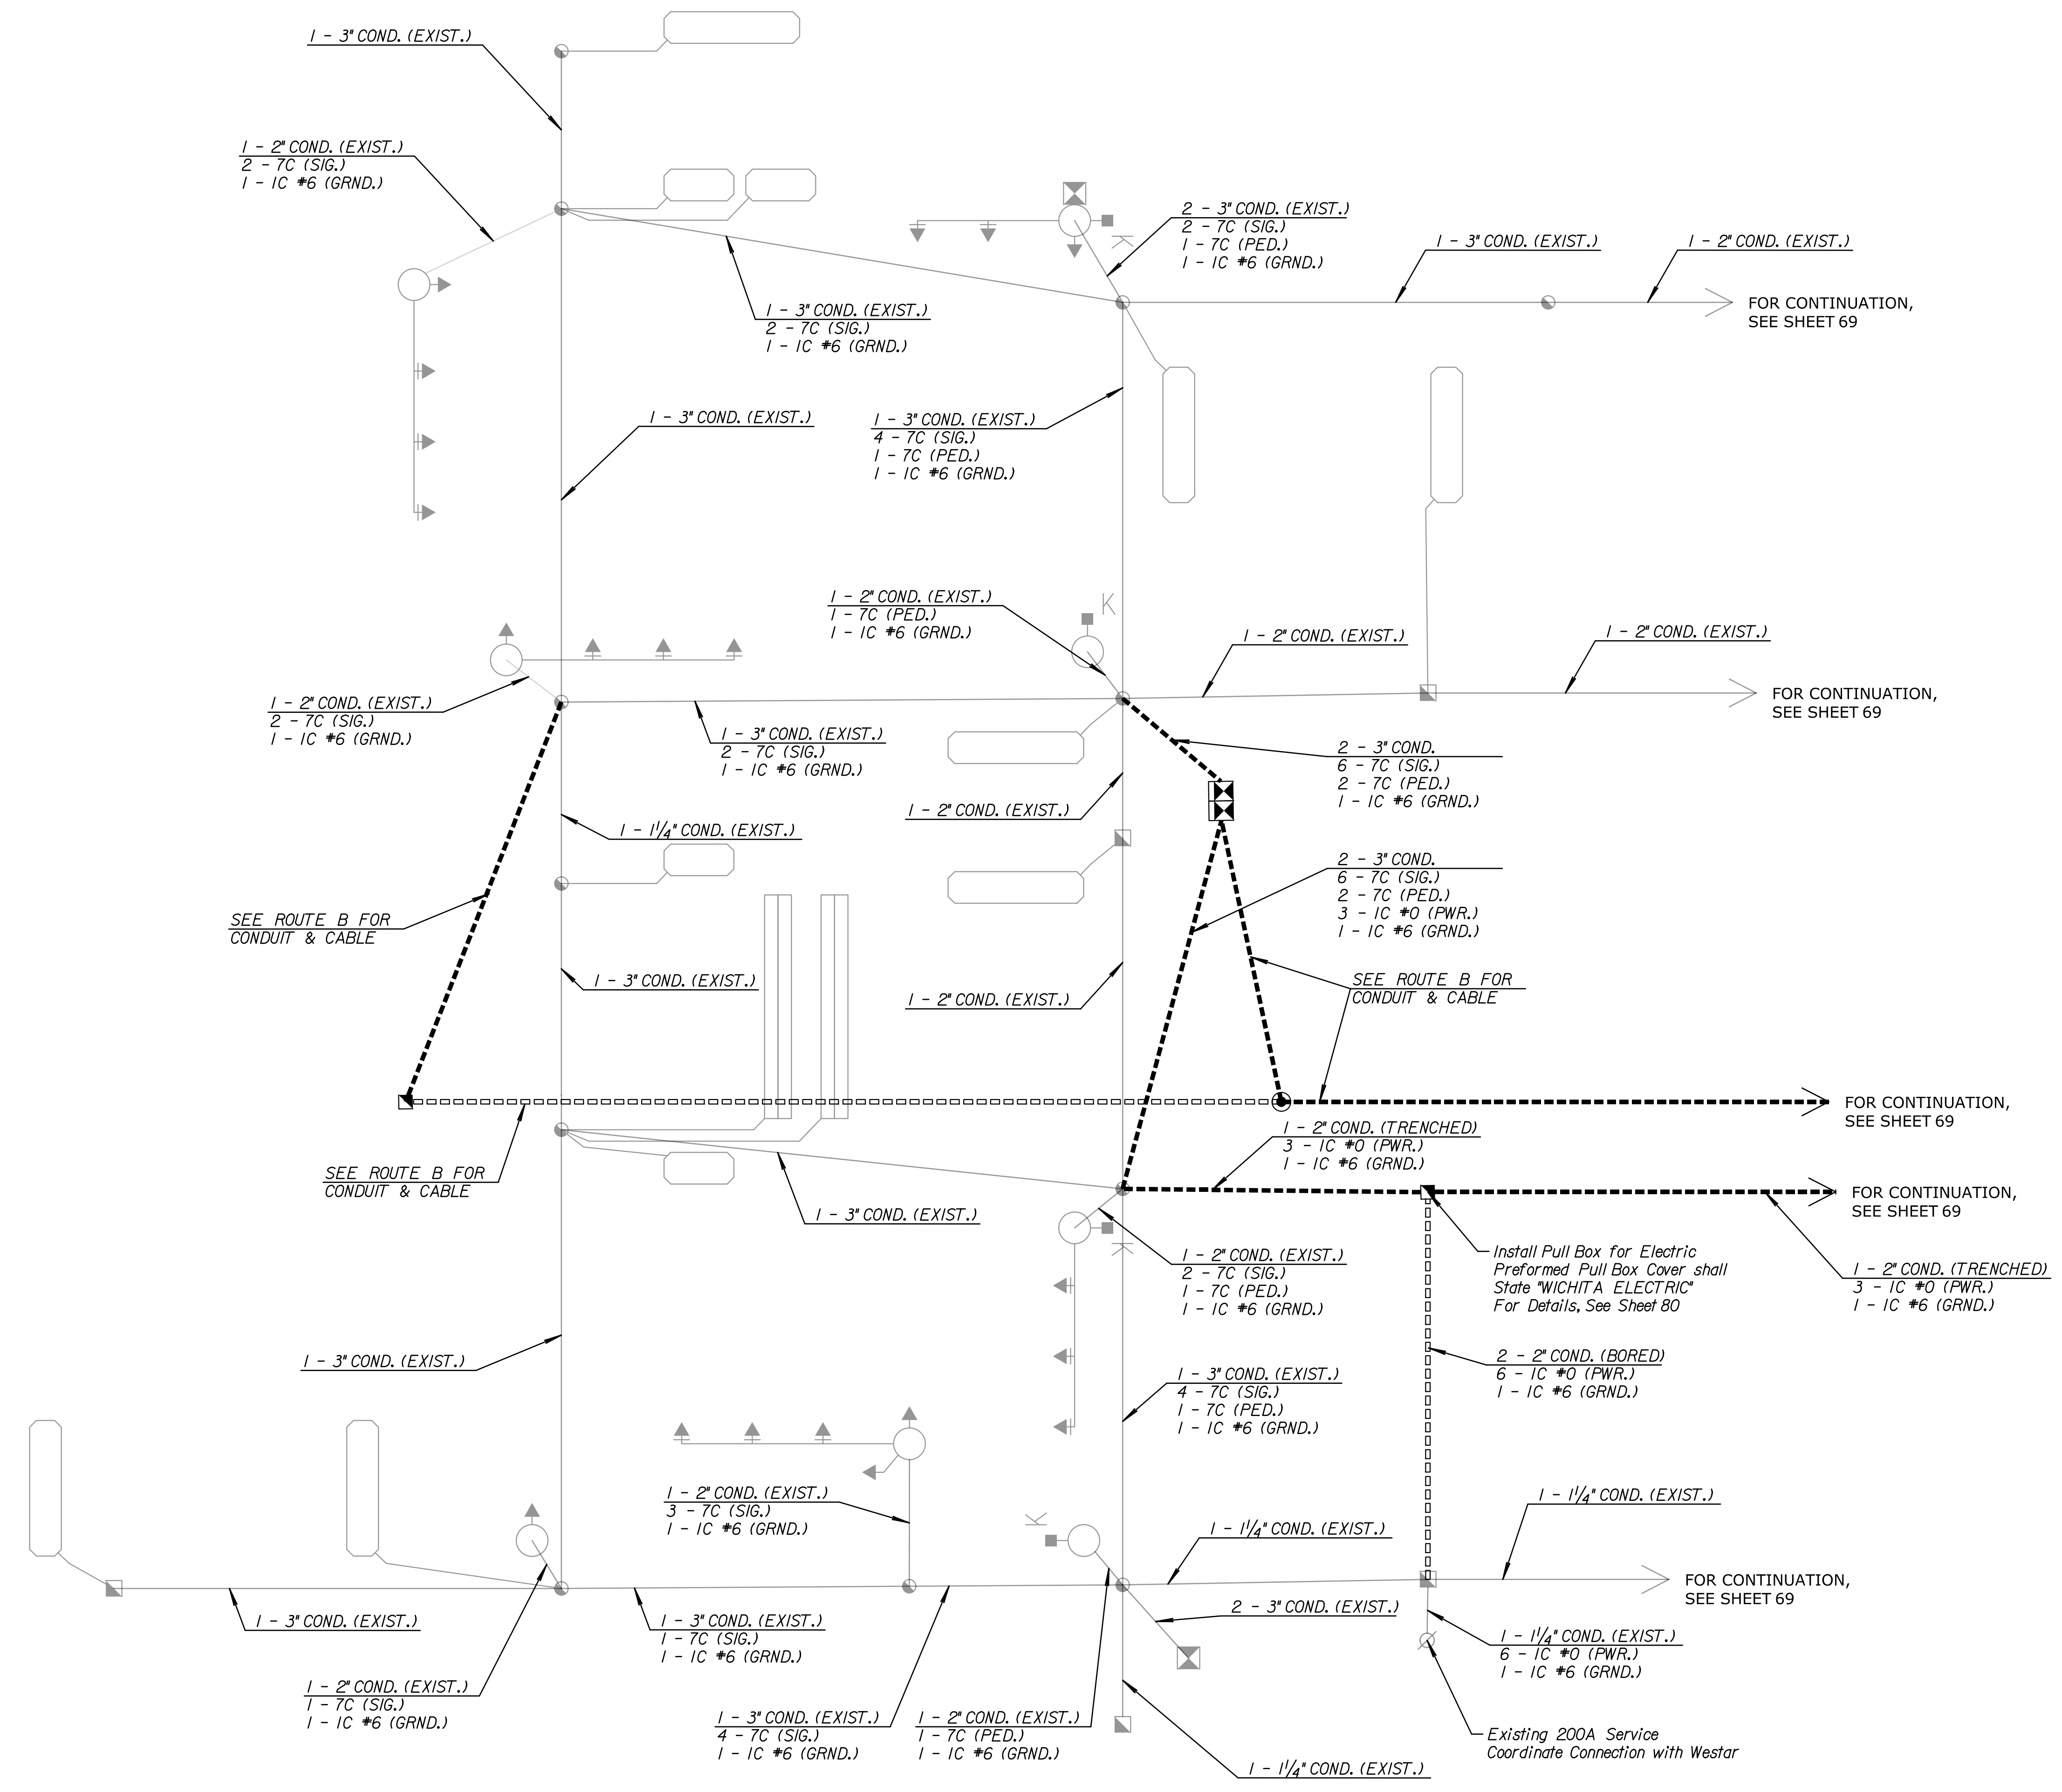 1 - 3" COND. (EXIST.)
1 - 2" COND. (EXIST.)
2 - 7C (SIG.)
1 - 1C #6 (GRND.)
2 - 3" COND. (EXIST.)
2 - 7C (SIG.)
1 - 7C (PED.)
1 - 1C #6 (GRND.)
1 - 3" COND. (EXIST.)
1 - 2" COND. (EXIST.)
FOR CONTINUATION,
SEE SHEET 69
1 - 3" COND. (EXIST.)
2 - 7C (SIG.)
1 - 1C #6 (GRND.)
1 - 3" COND. (EXIST.)
1 - 3" COND. (EXIST.)
4 - 7C (SIG.)
1 - 7C (PED.)
1 - 1C #6 (GRND.)
1 - 2" COND. (EXIST.)
1 - 7C (PED.)
1 - 1C #6 (GRND.)
K
K
1 - 2" COND. (EXIST.)
1 - 2" COND. (EXIST.)
FOR CONTINUATION,
SEE SHEET 69
1 - 2" COND. (EXIST.)
2 - 7C (SIG.)
1 - 1C #6 (GRND.)
1 - 3" COND. (EXIST.)
2 - 7C (SIG.)
1 - 1C #6 (GRND.)
2 - 3" COND.
6 - 7C (SIG.)
2 - 7C (PED.)
1 - 1C #6 (GRND.)
1 - 2" COND. (EXIST.)
1 - 1 1/4" COND. (EXIST.)
2 - 3" COND.
6 - 7C (SIG.)
2 - 7C (PED.)
3 - 1C #0 (PWR.)
1 - 1C #6 (GRND.)
SEE ROUTE B FOR
CONDUIT & CABLE
1 - 3" COND. (EXIST.)
1 - 2" COND. (EXIST.)
SEE ROUTE B FOR
CONDUIT & CABLE
FOR CONTINUATION,
SEE SHEET 69
1 - 2" COND. (TRENCHED)
3 - 1C #0 (PWR.)
1 - 1C #6 (GRND.)
SEE ROUTE B FOR
CONDUIT & CABLE
1 - 3" COND. (EXIST.)
FOR CONTINUATION,
SEE SHEET 69
K
1 - 2" COND. (EXIST.)
2 - 7C (SIG.)
1 - 7C (PED.)
1 - 1C #6 (GRND.)
Install Pull Box for Electric
Preformed Pull Box Cover shall
State "WICHITA ELECTRIC"
For Details, See Sheet 80
1 - 2" COND. (TRENCHED)
3 - 1C #0 (PWR.)
1 - 1C #6 (GRND.)
1 - 3" COND. (EXIST.)
1 - 3" COND. (EXIST.)
4 - 7C (SIG.)
1 - 7C (PED.)
1 - 1C #6 (GRND.)
2 - 2" COND. (BORED)
6 - 1C #0 (PWR.)
1 - 1C #6 (GRND.)
1 - 2" COND. (EXIST.)
3 - 7C (SIG.)
1 - 1C #6 (GRND.)
K
1 - 1 1/4" COND. (EXIST.)
1 - 1 1/4" COND. (EXIST.)
FOR CONTINUATION,
SEE SHEET 69
1 - 3" COND. (EXIST.)
1 - 3" COND. (EXIST.)
1 - 7C (SIG.)
1 - 1C #6 (GRND.)
2 - 3" COND. (EXIST.)
1 - 1 1/4" COND. (EXIST.)
6 - 1C #0 (PWR.)
1 - 1C #6 (GRND.)
1 - 2" COND. (EXIST.)
1 - 7C (SIG.)
1 - 1C #6 (GRND.)
1 - 3" COND. (EXIST.)
4 - 7C (SIG.)
1 - 1C #6 (GRND.)
1 - 2" COND. (EXIST.)
1 - 7C (PED.)
1 - 1C #6 (GRND.)
Existing 200A Service
Coordinate Connection with Westar
1 - 1 1/4" COND. (EXIST.)